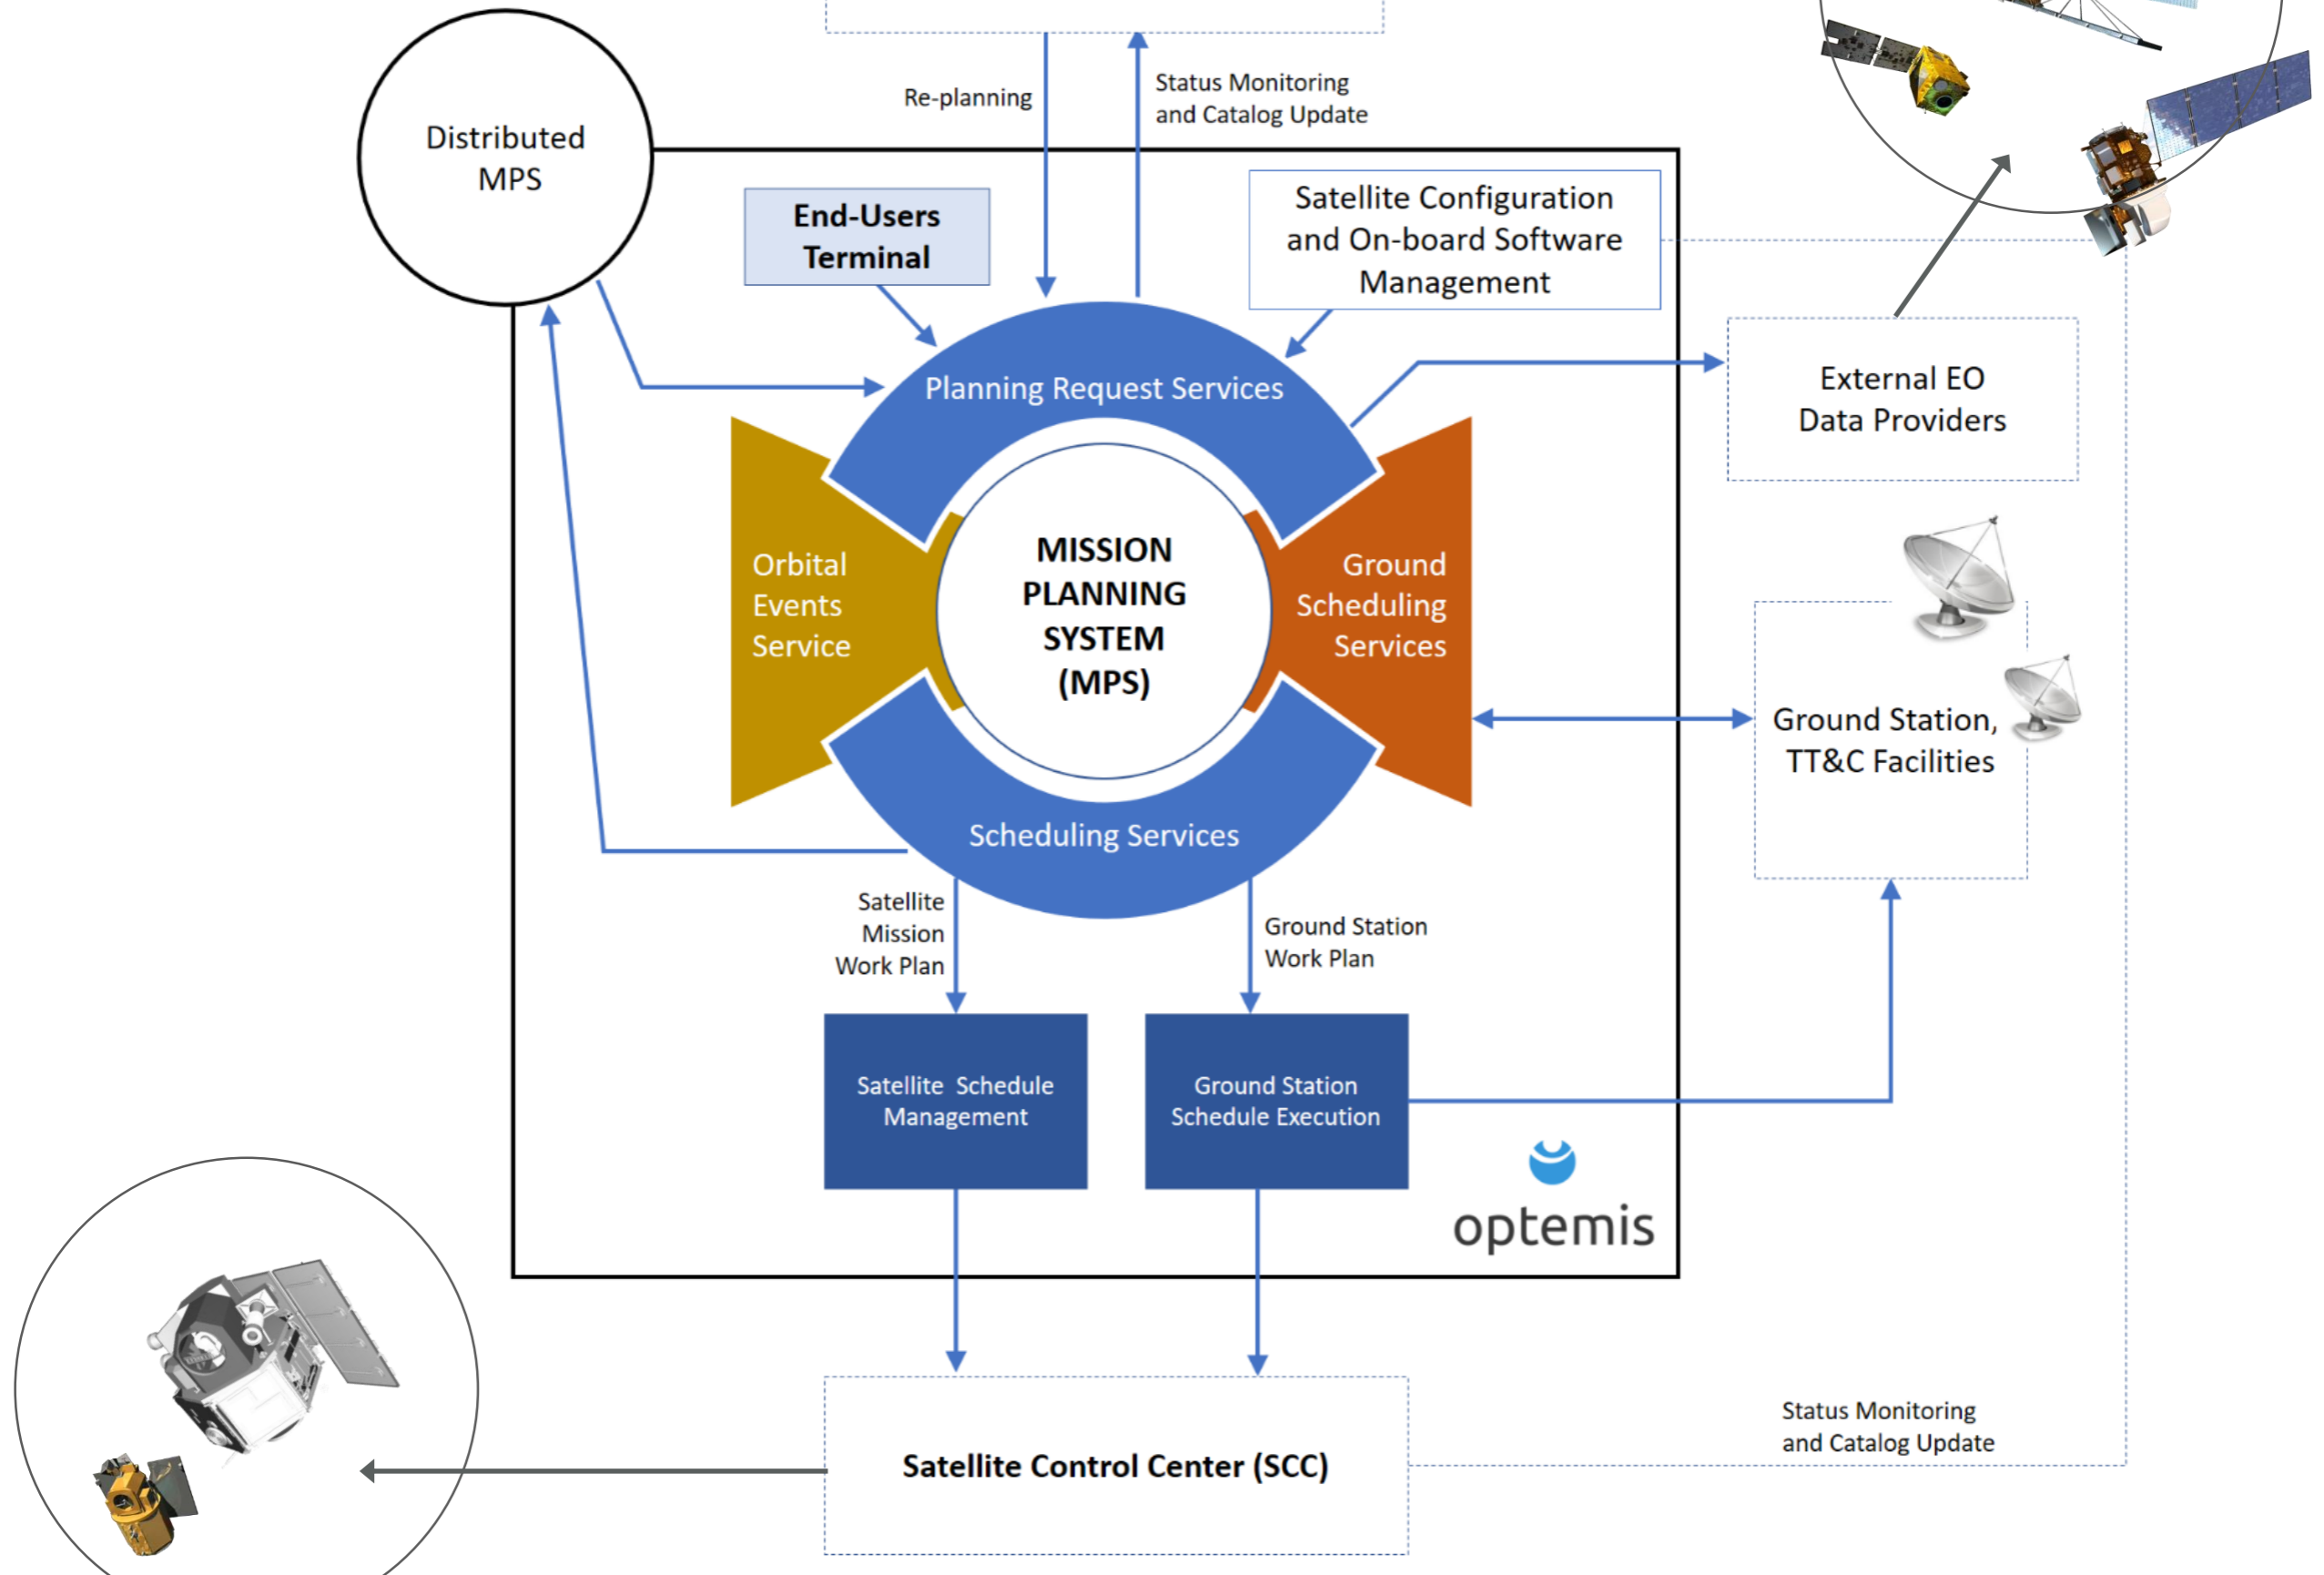 Re-planning
Status Monitoring
and Catalog Update
Distributed
MPS
End-Users
Terminal
Satellite Configuration
and On-board Software
Management
Planning Request Services
External EO
Data Providers
Orbital
Events
Service
MISSION
PLANNING
SYSTEM
(MPS)
Ground
Scheduling
Services
Ground Station,
TT&C Facilities
Scheduling Services
Satellite
Mission
Work Plan
Ground Station
Work Plan
Satellite Schedule
Management
Ground Station
Schedule Execution
optemis
Satellite Control Center (SCC)
Status Monitoring
and Catalog Update